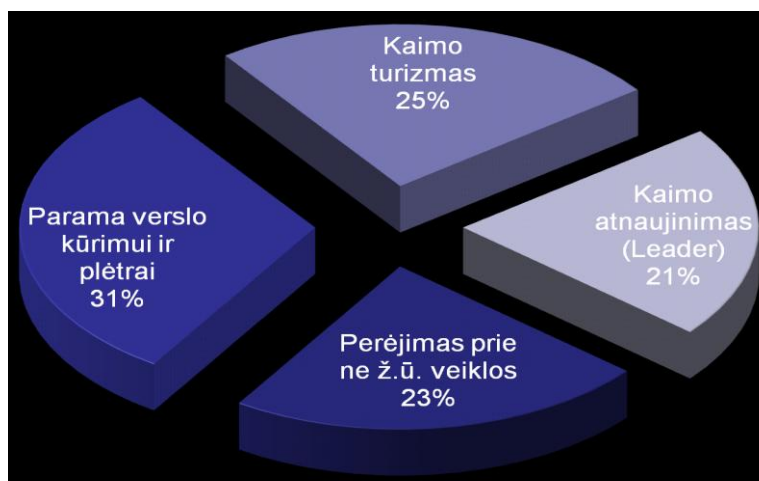 Kaimo
turizmas
25%
Kaimo
atnaujinimas
(Leader)
21%
Parama verslo
kūrimui ir
plėtrai
31%
Perėjimas prie
ne ž.ū. veiklos
23%